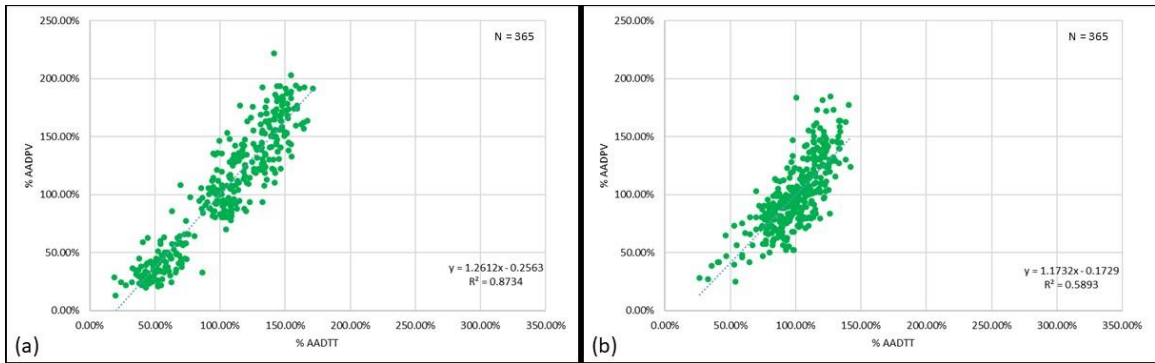 250.00%
N = 365
200.00%
150.00%
% AADPV
100.00%
50.00%
y = 1.2612x - 0.2563
R² = 0.8734
0.00%
0.00% 50.00% 100.00% 150.00% 200.00% 250.00% 300.00% 350.00%
% AADTT
(a)
250.00%
N = 365
200.00%
150.00%
% AADPV
100.00%
50.00%
y = 1.1732x - 0.1729
R² = 0.5893
0.00%
0.00% 50.00% 100.00% 150.00% 200.00% 250.00% 300.00% 350.00%
% AADTT
(b)